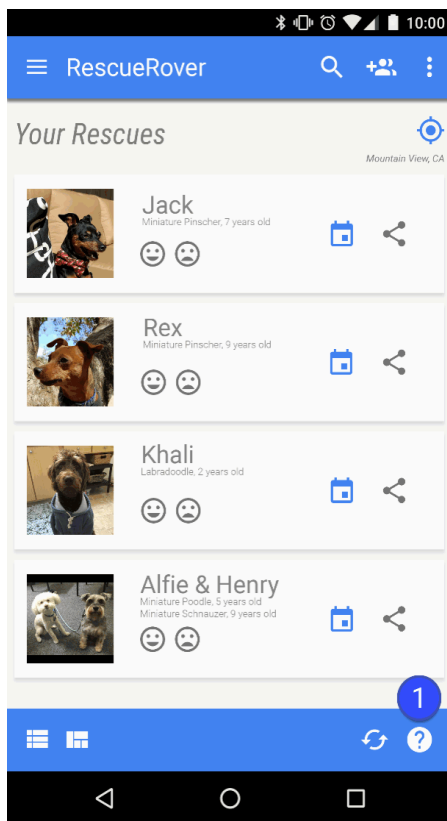 10:00
RescueRover
Your Rescues
Mountain View, CA
Jack
Miniature Pinscher, 7 years old
Rex
Miniature Pinscher, 9 years old
Khali
Labradoodle, 2 years old
Alfie & Henry
Miniature Poodle, 5 years old
Miniature Schnauzer, 9 years old
1